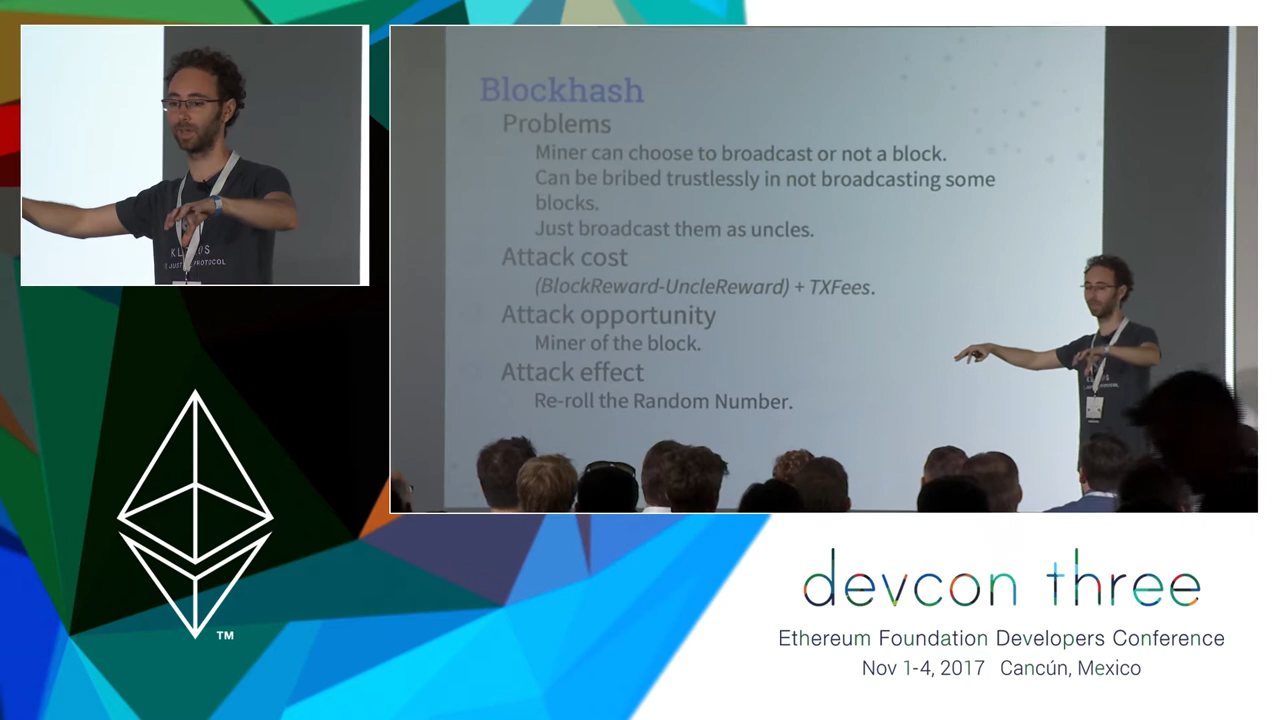 Blockhash
Problems
Miner can choose to broadcast or not a block.
Can be bribed trustlessly in not broadcasting some
blocks.
Just broadcast them as uncles.
Attack cost
(BlockReward-UncleReward) + TXFees.
Attack opportunity
Miner of the block.
Attack effect
Re-roll the Random Number.
PROTOCOL
TM
devcon three
Ethereum Foundation Developers Conference
Nov 1-4, 2017 Cancún, Mexico